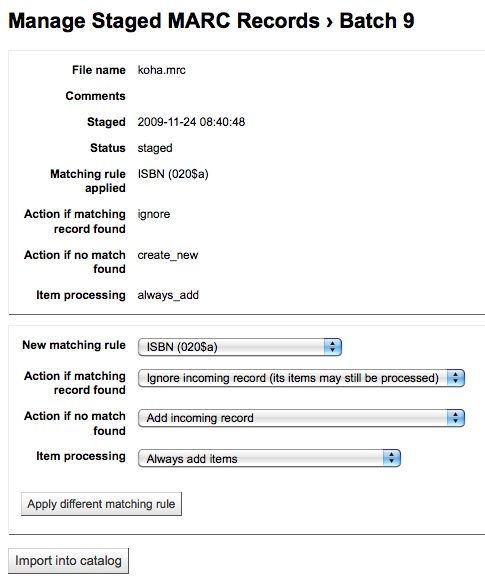 Manage Staged MARC Records › Batch 9
File name koha.mrc
Comments
Staged 2009-11-24 08:40:48
Status staged
Matching rule ISBN (020$a)
applied
Action if matching ignore
record found
Action if no match create_new
found
Item processing always_add
New matching rule ISBN (020$a)
Action if matching Ignore incoming record (its items may still be processed)
record found
Action if no match Add incoming record
found
Item processing Always add items
Apply different matching rule
Import into catalog